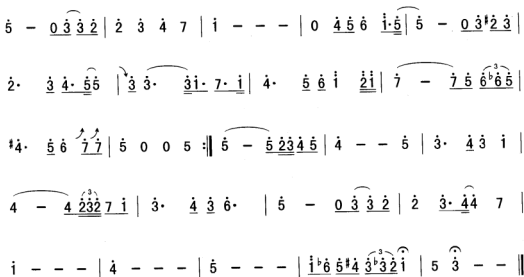 5̇ – 0 3̇ 3̇ 2̇ | 2̇ 3̇ 4̇ 7 | i̇ – – – | 0 4̇ 5̇ 6̇ i̇·5̇ | 5̇ – 0 3̇ #2̇ 3̇ |
2̇· 3̇ 4̇· 5̇ 5̇ | 3̇ 3̇· 3̇ i̇· 7̇· i̇ | 4̇· 5̇ 6̇ i̇ 2̇ i̇ | 7̇ – 7̇ 5̇ 6̇ b6̇ 5̇ |
#4̇· 5̇ 6̇ 7̇ 7̇ | 5̇ 0 0 5 :‖ 5̇ – 5̇ 2̇ 3̇ 4̇ 5̇ | 4̇ – – 5̇ | 3̇· 4̇ 3̇ i̇ |
4 – 4 2̇ 3̇ 2̇ 7 i̇ | 3̇· 4̇ 3̇ 6̇· | 5̇ – 0 3̇ 3̇ 2̇ | 2̇ 3̇· 4̇ 4̇ 7 |
i̇ – – – | 4̇ – – – | 5̇ – – – | i̇ b6̇ 5̇ #4̇ 3̇ b3̇ 2̇ i̇ | 5 3̇ – – ‖